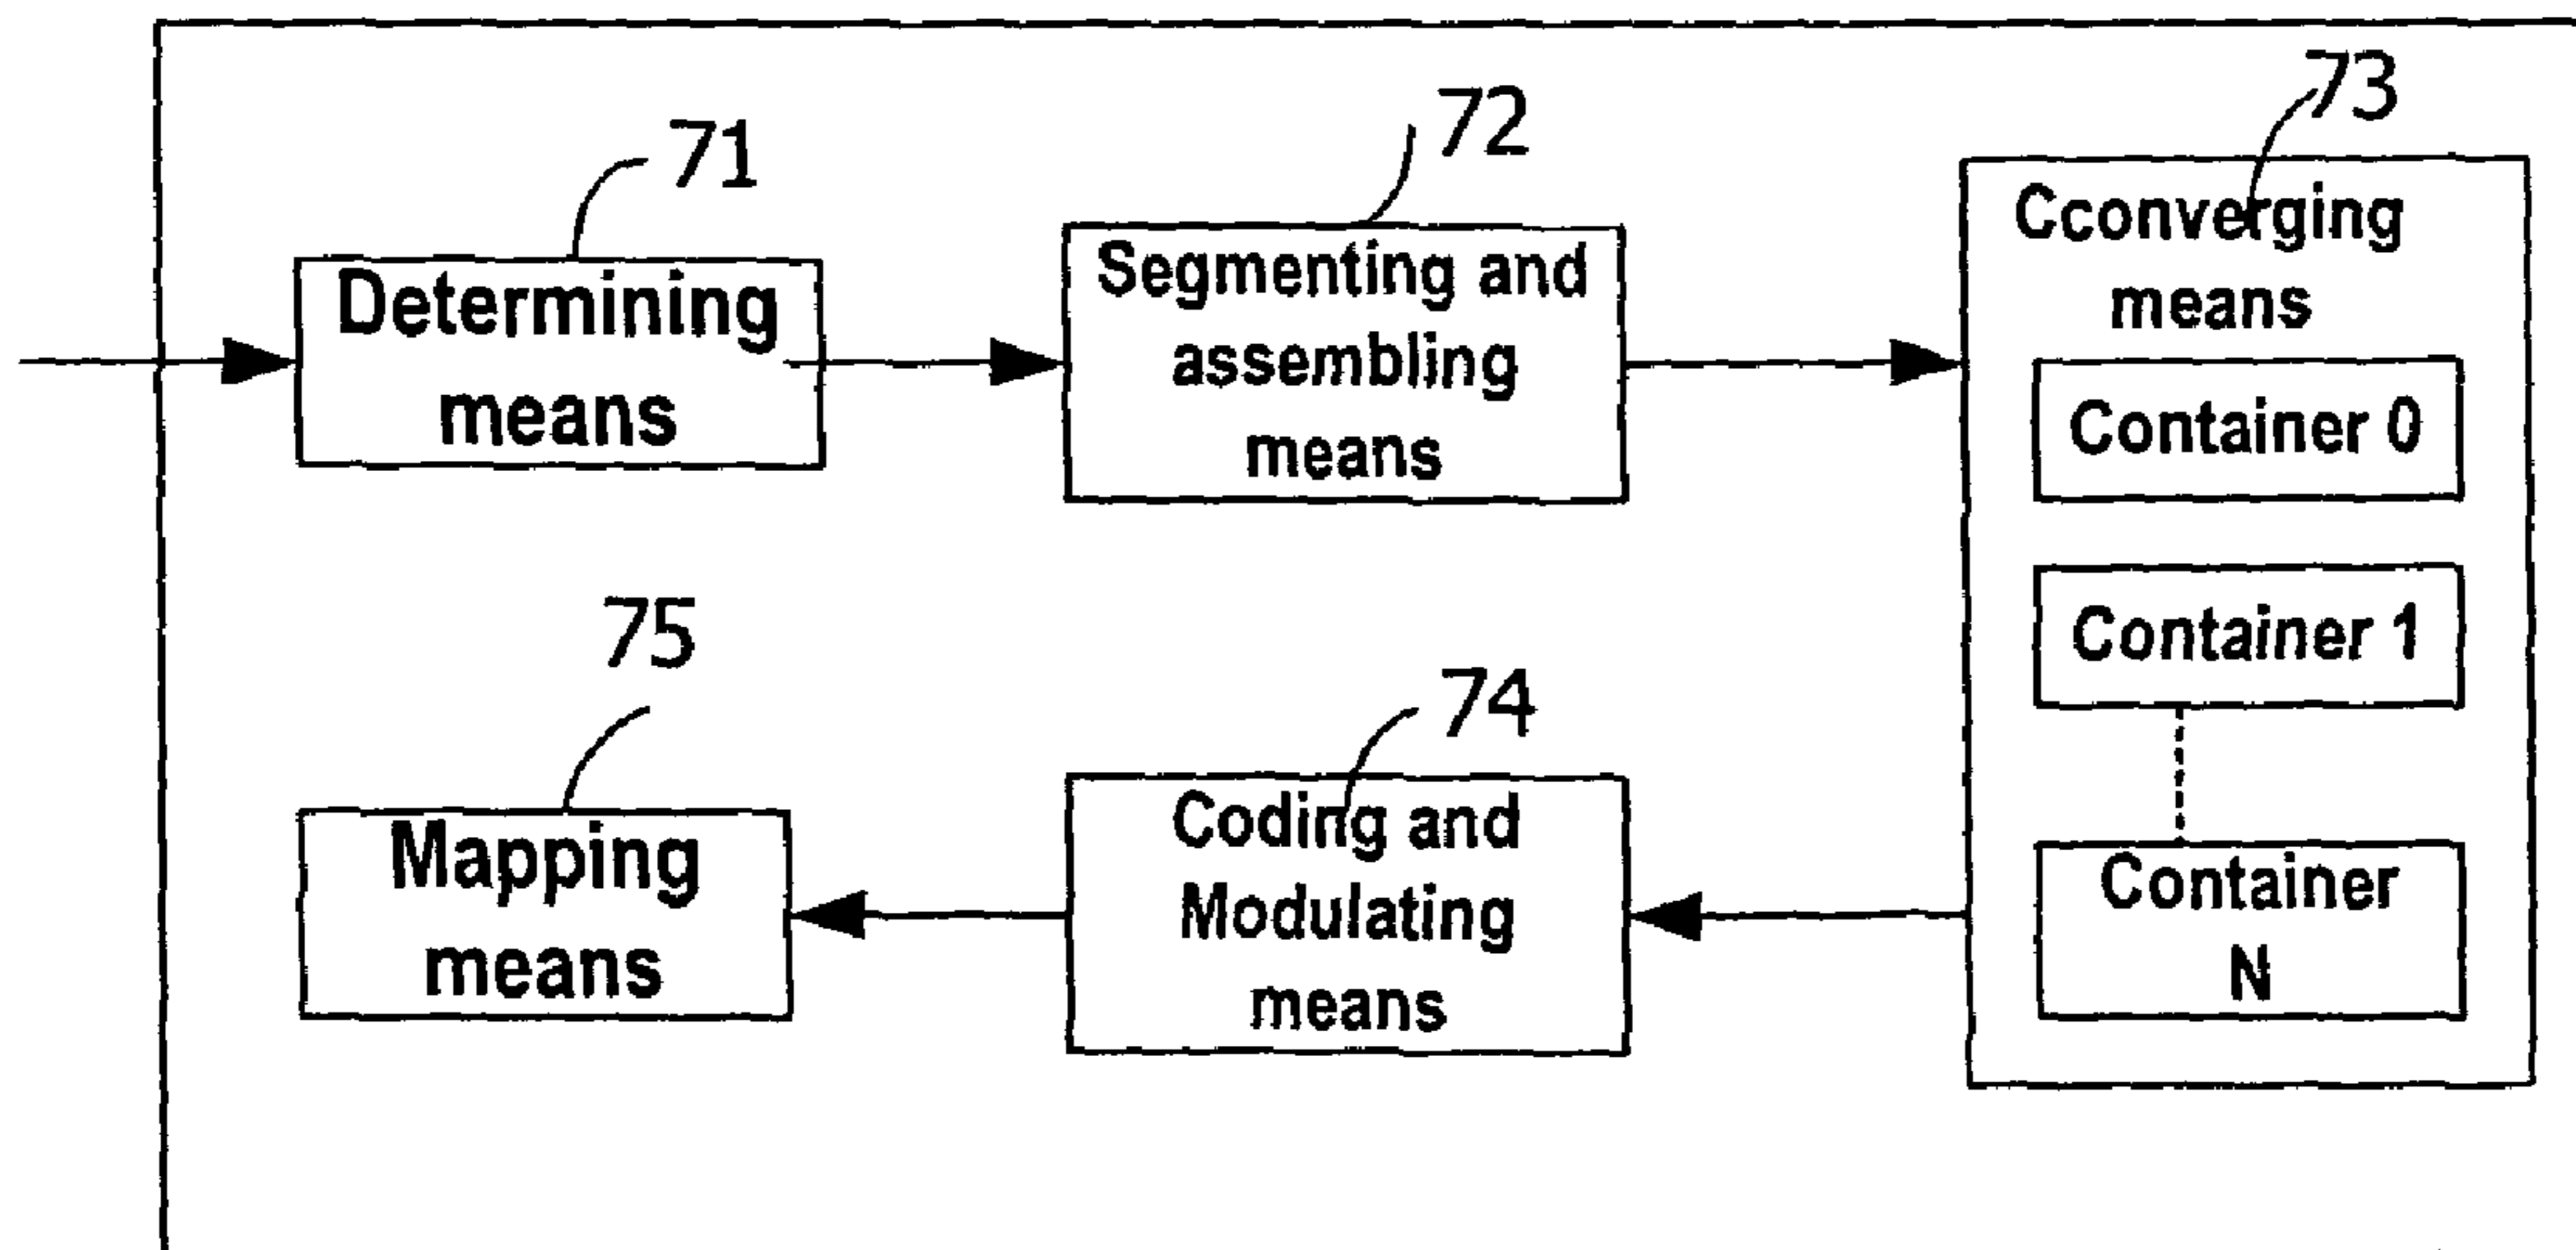 71
Determining
means
72
Segmenting and
assembling
means
73
Cconverging
means
Container 0
Container 1
Container
N
74
Coding and
Modulating
means
75
Mapping
means